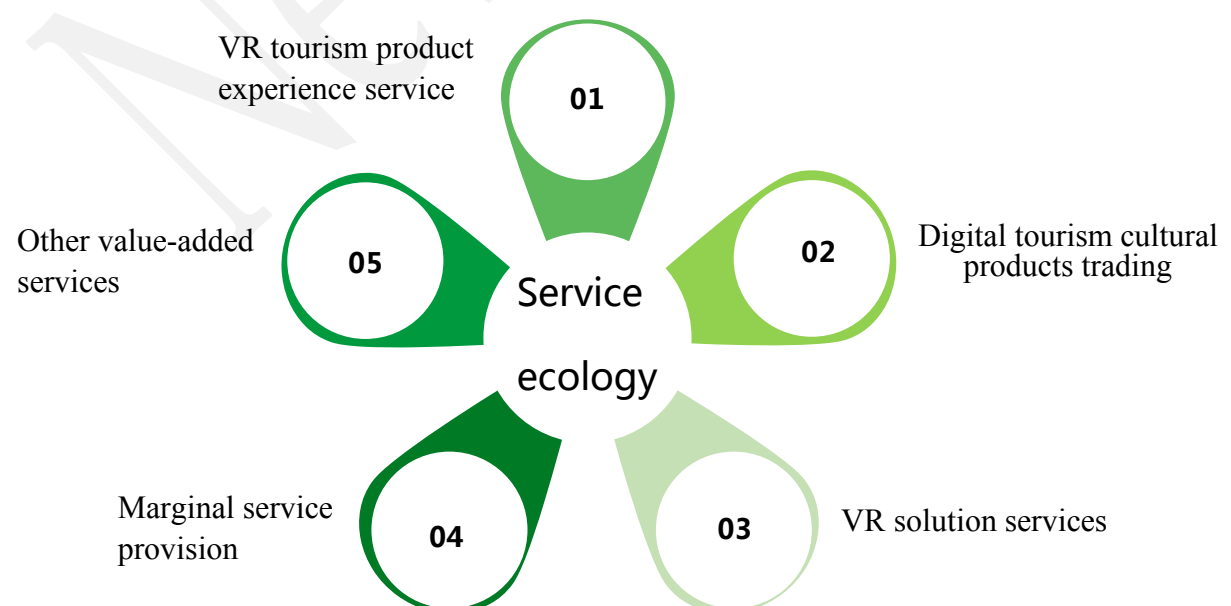 VR tourism product
experience service
01
Digital tourism cultural
products trading
02
Other value-added
services
05
Service
ecology
Marginal service
provision
04
VR solution services
03